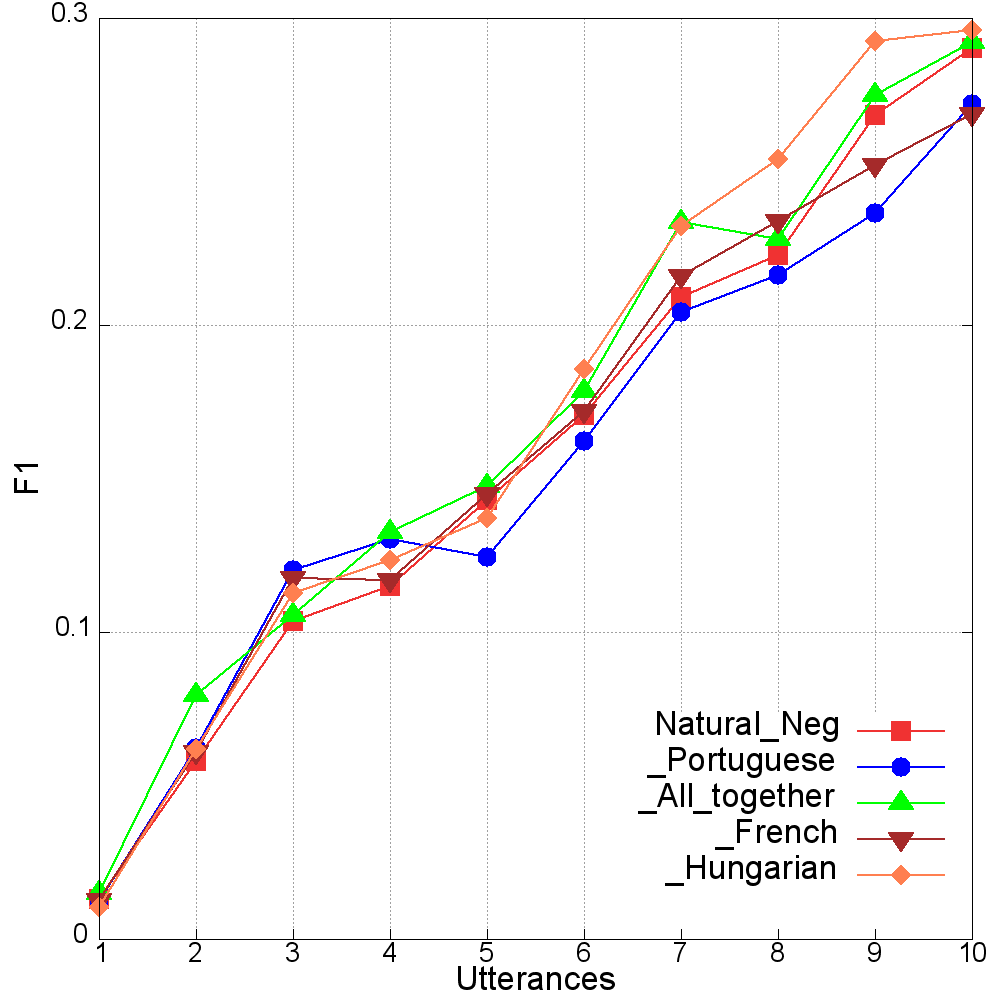 0.3
F1
0.2
0.1
0
Natural_Neg
_Portuguese
_All_together
_French
_Hungarian
1 2 3 4 5 6 7 8 9 10
Utterances